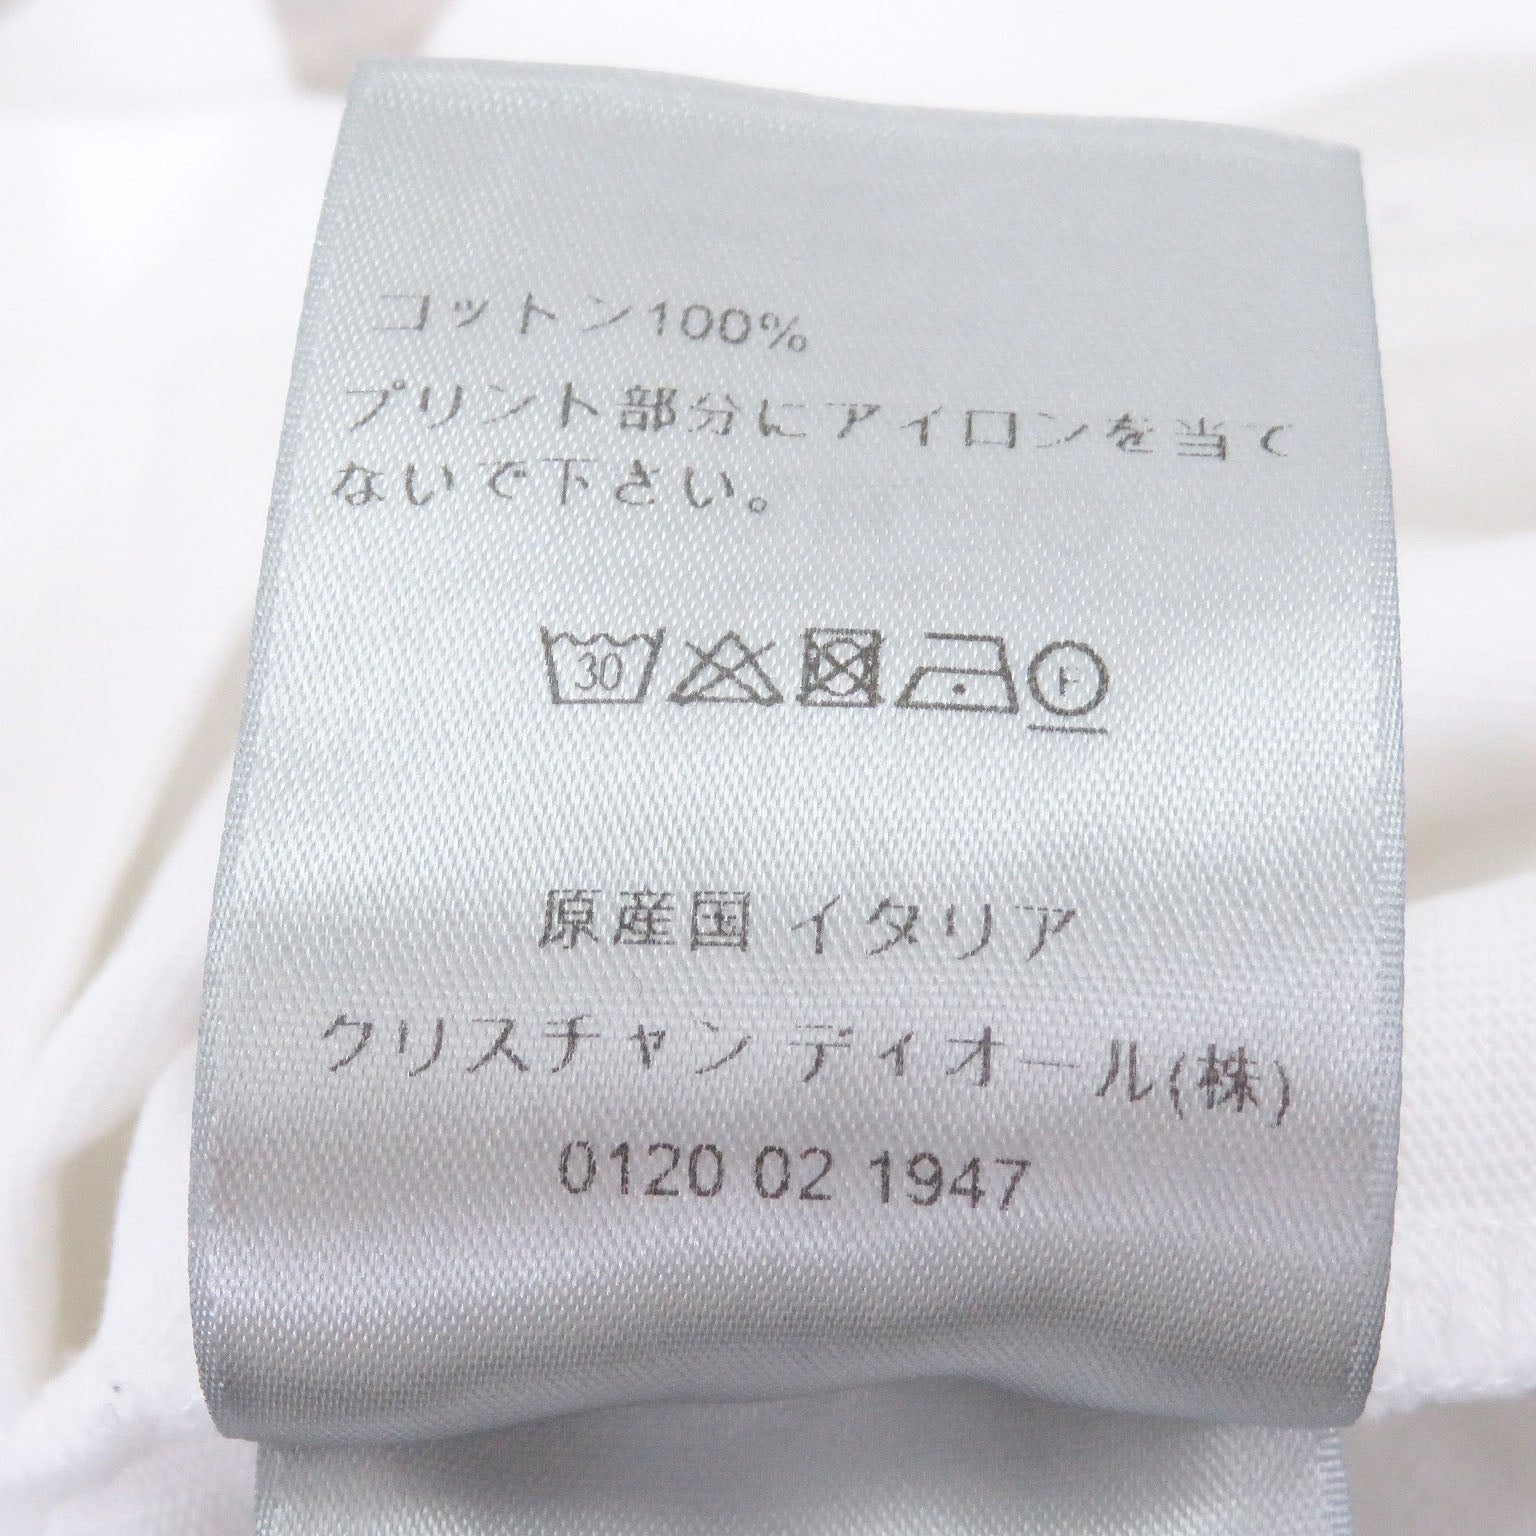 コットン100%
プリント部分にアイロンを当て
ないで下さい。
30 F
原産国 イタリア
クリスチャン ディオール(株)
0120 02 1947